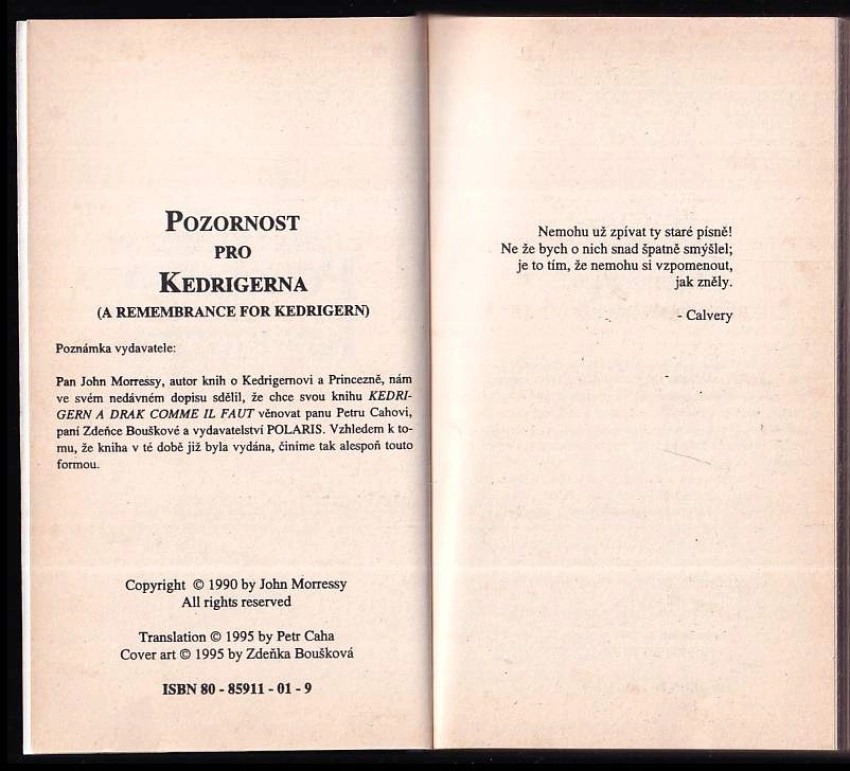 POZORNOST
PRO
KEDRIGERNA
(A REMEMBRANCE FOR KEDRIGERN)
Poznámka vydavatele:
Pan John Morressy, autor knih o Kedrigernovi a Princezně, nám
ve svém nedávném dopisu sdělil, že chce svou knihu KEDRI-
GERN A DRAK COMME IL FAUT věnovat panu Petru Cahovi,
paní Zdeňce Bouškové a vydavatelství POLARIS. Vzhledem k to-
mu, že kniha v té době již byla vydána, činíme tak alespoň touto
formou.
Copyright © 1990 by John Morressy
All rights reserved
Translation © 1995 by Petr Caha
Cover art © 1995 by Zdeňka Boušková
ISBN 80 - 85911 - 01 - 9
Nemohu už zpívat ty staré písně!
Ne že bych o nich snad špatně smýšlel;
je to tím, že nemohu si vzpomenout,
jak zněly.
- Calvery